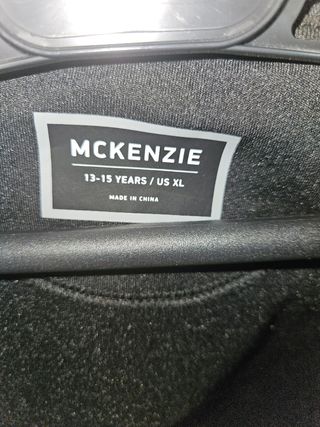 MCKENZIE
13-15 YEARS / US XL
MADE IN CHINA